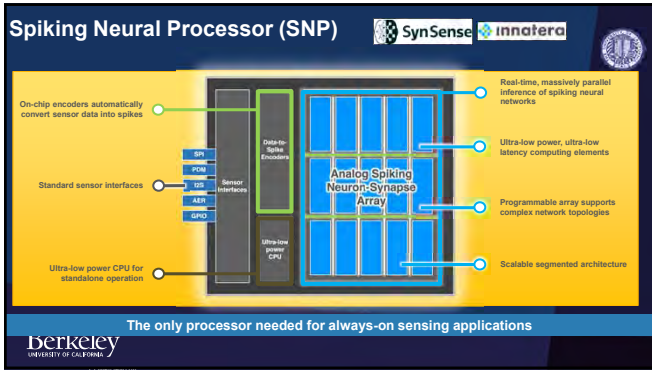 Spiking Neural Processor (SNP)
SynSense
innatera
On-chip encoders automatically
convert sensor data into spikes
Standard sensor interfaces
Ultra-low power CPU for
standalone operation
SPI
PDM
I2S
AER
GPIO
Sensor
Interfaces
Data-to-
Spike
Encoders
Ultra-low
power
CPU
Analog Spiking
Neuron-Synapse
Array
Real-time, massively parallel
inference of spiking neural
networks
Ultra-low power, ultra-low
latency computing elements
Programmable array supports
complex network topologies
Scalable segmented architecture
The only processor needed for always-on sensing applications
Berkeley
UNIVERSITY OF CALIFORNIA